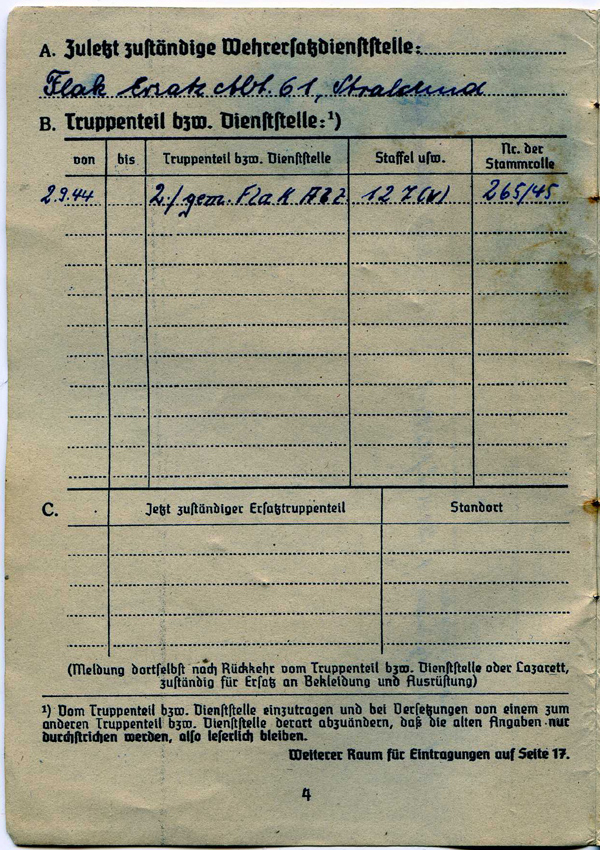 A. Zuletzt zuständige Wehrersatzdienststelle:
Flak Ersatz Abt. 61, Stralsund
B. Truppenteil bzw. Dienststelle:¹)
von bis Truppenteil bzw. Dienststelle Staffel usw. Nr. der Stammrolle
2.9.44 2./gem. Flak 127(v) 265/45
C. Jetzt zuständiger Ersatztruppenteil Standort
(Meldung dortselbst nach Rückkehr vom Truppenteil bzw. Dienststelle oder Lazarett,
zuständig für Ersatz an Bekleidung und Ausrüstung)
¹) Vom Truppenteil bzw. Dienststelle einzutragen und bei Versetzungen von einem zum
anderen Truppenteil bzw. Dienststelle derart abzuändern, daß die alten Angaben nur
durchstrichen werden, also leserlich bleiben.
Weiterer Raum für Eintragungen auf Seite 17.
4